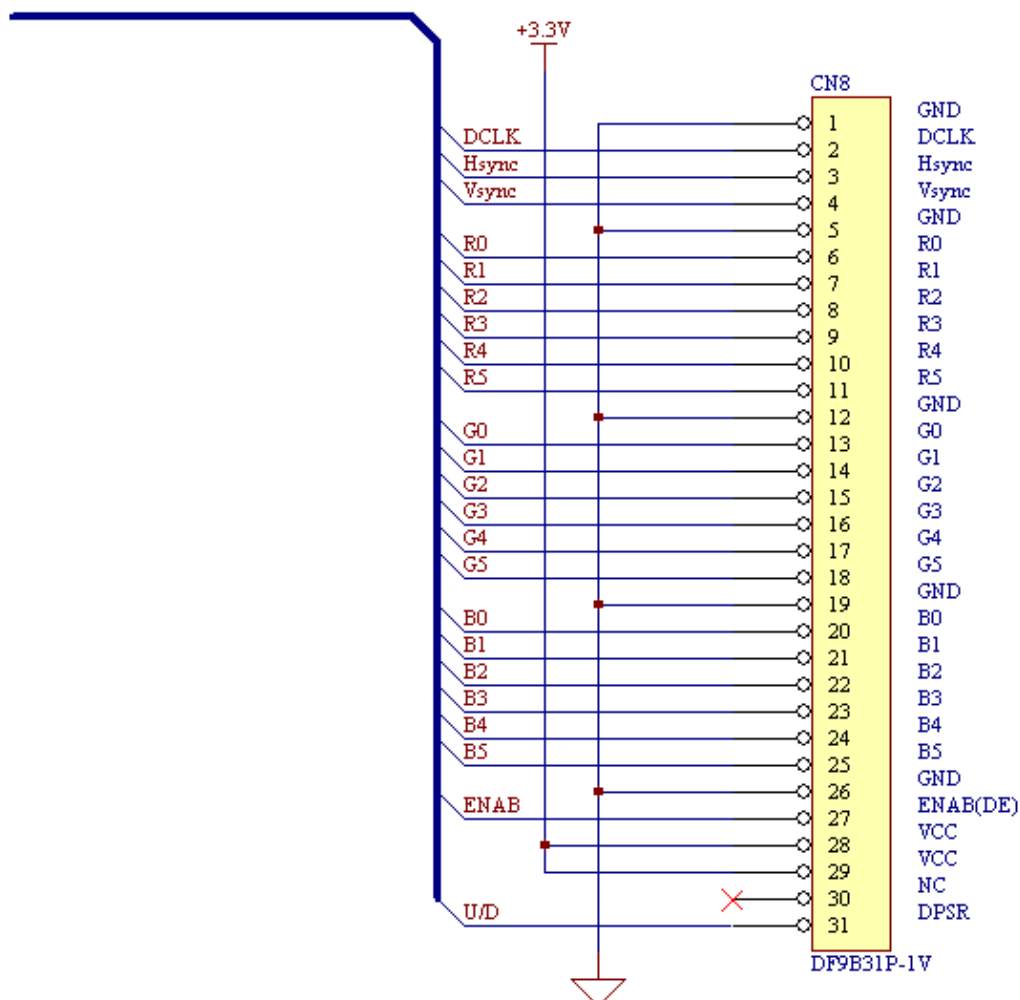 +3.3V
CN8
1 GND
DCLK 2 DCLK
Hsync 3 Hsync
Vsync 4 Vsync
5 GND
R0 6 R0
R1 7 R1
R2 8 R2
R3 9 R3
R4 10 R4
R5 11 R5
12 GND
G0 13 G0
G1 14 G1
G2 15 G2
G3 16 G3
G4 17 G4
G5 18 G5
19 GND
B0 20 B0
B1 21 B1
B2 22 B2
B3 23 B3
B4 24 B4
B5 25 B5
26 GND
ENAB 27 ENAB(DE)
28 VCC
29 VCC
30 NC
U/D 31 DPSR
DF9B31P-1V